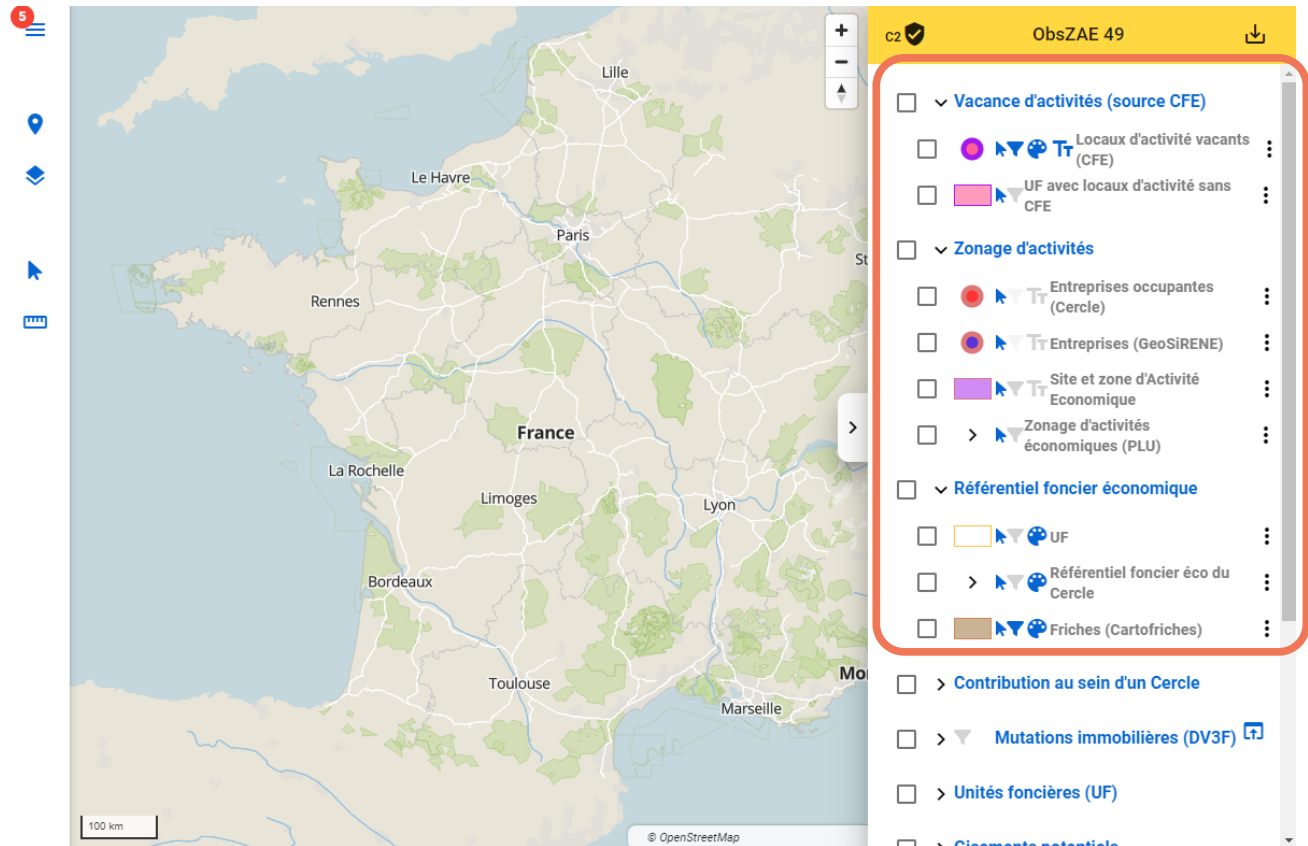 5
Lille
Le Havre
Paris
St
Rennes
France
La Rochelle
Limoges
Lyon
Bordeaux
Toulouse
Mo
Marseille
100 km
© OpenStreetMap
C2
ObsZAE 49
Vacance d'activités (source CFE)
Locaux d'activité vacants
(CFE)
UF avec locaux d'activité sans
CFE
Zonage d'activités
Entreprises occupantes
(Cercle)
Entreprises (GeoSiRENE)
Site et zone d'Activité
Economique
Zonage d'activités
économiques (PLU)
Référentiel foncier économique
UF
Référentiel foncier éco du
Cercle
Friches (Cartofriches)
Contribution au sein d'un Cercle
Mutations immobilières (DV3F)
Unités foncières (UF)
Gisements potentiels